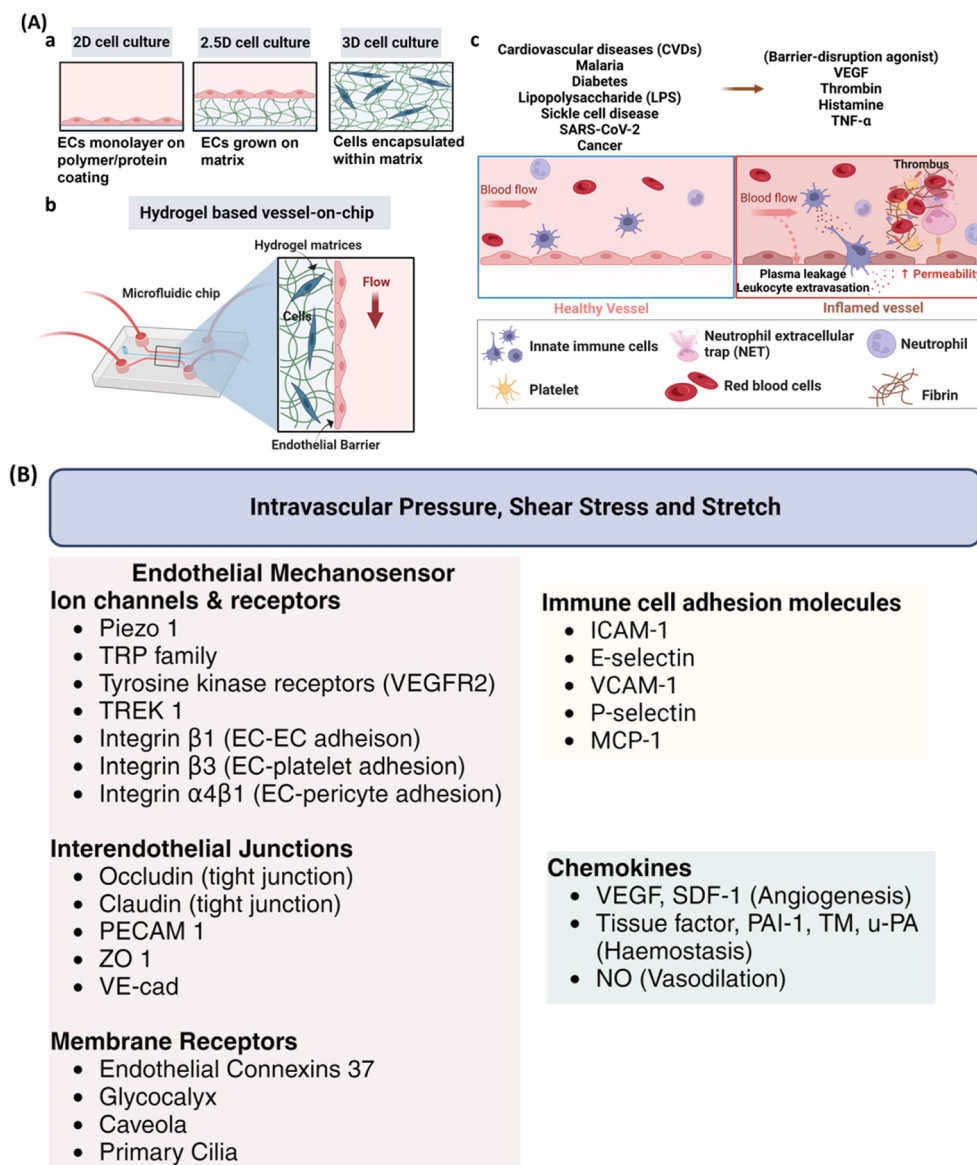 (A)
a
2D cell culture
2.5D cell culture
3D cell culture
ECs monolayer on
polymer/protein
coating
ECs grown on
matrix
Cells encapsulated
within matrix
b
Hydrogel based vessel-on-chip
Hydrogel matrices
Microfluidic chip
Cells
Flow
Endothelial Barrier
c
Cardiovascular diseases (CVDs)
Malaria
Diabetes
Lipopolysaccharide (LPS)
Sickle cell disease
SARS-CoV-2
Cancer
(Barrier-disruption agonist)
VEGF
Thrombin
Histamine
TNF-α
Blood flow
Thrombus
Blood flow
Plasma leakage
Leukocyte extravasation
↑ Permeability
Healthy Vessel
Inflamed vessel
Innate immune cells
Neutrophil extracellular
trap (NET)
Neutrophil
Platelet
Red blood cells
Fibrin
(B)
Intravascular Pressure, Shear Stress and Stretch
Endothelial Mechanosensor
Ion channels & receptors
• Piezo 1
• TRP family
• Tyrosine kinase receptors (VEGFR2)
• TREK 1
• Integrin β1 (EC-EC adheison)
• Integrin β3 (EC-platelet adhesion)
• Integrin α4β1 (EC-pericyte adhesion)
Interendothelial Junctions
• Occludin (tight junction)
• Claudin (tight junction)
• PECAM 1
• ZO 1
• VE-cad
Membrane Receptors
• Endothelial Connexins 37
• Glycocalyx
• Caveola
• Primary Cilia
Immune cell adhesion molecules
• ICAM-1
• E-selectin
• VCAM-1
• P-selectin
• MCP-1
Chemokines
• VEGF, SDF-1 (Angiogenesis)
• Tissue factor, PAI-1, TM, u-PA
(Haemostasis)
• NO (Vasodilation)